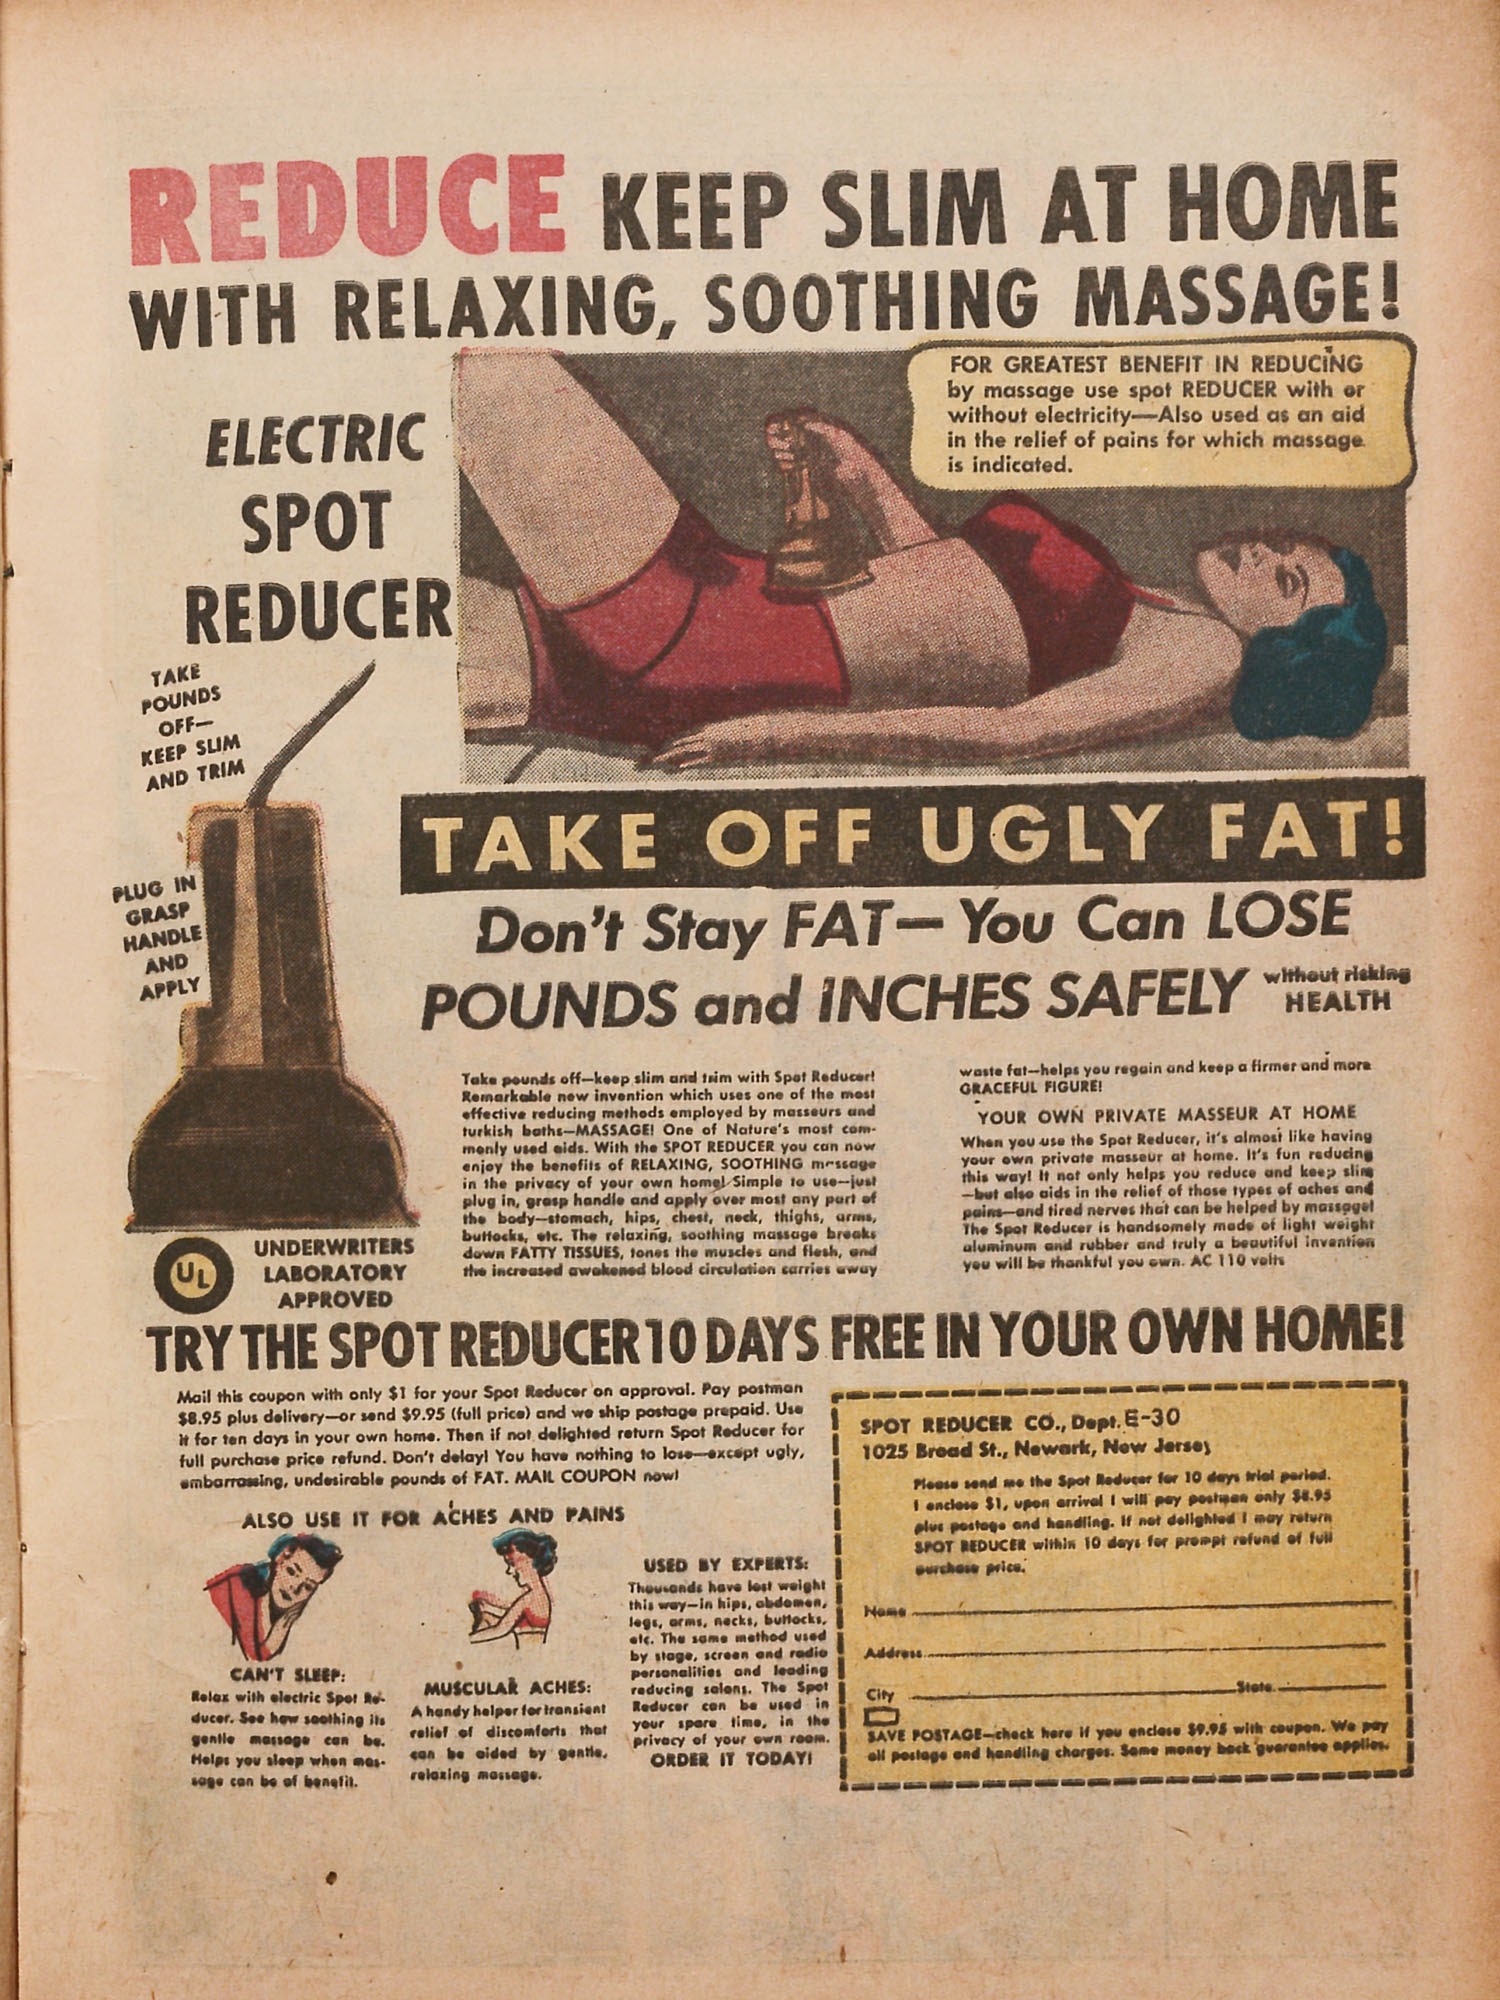 REDUCE KEEP SLIM AT HOME
WITH RELAXING, SOOTHING MASSAGE!
FOR GREATEST BENEFIT IN REDUCING
by massage use spot REDUCER with or
without electricity—Also used as an aid
in the relief of pains for which massage
is indicated.
ELECTRIC
SPOT
REDUCER
TAKE
POUNDS
OFF—
KEEP SLIM
AND TRIM
PLUG IN
GRASP
HANDLE
AND
APPLY
TAKE OFF UGLY FAT!
Don't Stay FAT— You Can LOSE
POUNDS and INCHES SAFELY without risking
HEALTH
Take pounds off—keep slim and trim with Spot Reducer!
Remarkable new invention which uses one of the most
effective reducing methods employed by masseurs and
turkish baths—MASSAGE! One of Nature's most com-
monly used aids. With the SPOT REDUCER you can now
enjoy the benefits of RELAXING, SOOTHING massage
in the privacy of your own home! Simple to use—just
plug in, grasp handle and apply over most any part of
the body—stomach, hips, chest, neck, thighs, arms,
buttocks, etc. The relaxing, soothing massage breaks
down FATTY TISSUES, tones the muscles and flesh, and
the increased awakened blood circulation carries away
waste fat—helps you regain and keep a firmer and more
GRACEFUL FIGURE!
YOUR OWN PRIVATE MASSEUR AT HOME
When you use the Spot Reducer, it's almost like having
your own private masseur at home. It's fun reducing
this way! It not only helps you reduce and keep slim
—but also aids in the relief of those types of aches and
pains—and tired nerves that can be helped by massage!
The Spot Reducer is handsomely made of light weight
aluminum and rubber and truly a beautiful invention
you will be thankful you own. AC 110 volts
UL
UNDERWRITERS
LABORATORY
APPROVED
TRY THE SPOT REDUCER 10 DAYS FREE IN YOUR OWN HOME!
Mail this coupon with only $1 for your Spot Reducer on approval. Pay postman
$8.95 plus delivery—or send $9.95 (full price) and we ship postage prepaid. Use
it for ten days in your own home. Then if not delighted return Spot Reducer for
full purchase price refund. Don't delay! You have nothing to lose—except ugly,
embarrassing, undesirable pounds of FAT. MAIL COUPON now!
ALSO USE IT FOR ACHES AND PAINS
CAN'T SLEEP:
Relax with electric Spot Re-
ducer. See how soothing its
gentle massage can be.
Helps you sleep when mas-
sage can be of benefit.
MUSCULAR ACHES:
A handy helper for transient
relief of discomforts that
can be aided by gentle,
relaxing massage.
USED BY EXPERTS:
Thousands have lost weight
this way—in hips, abdomen,
legs, arms, necks, buttocks,
etc. The same method used
by stage, screen and radio
personalities and leading
reducing salons. The Spot
Reducer can be used in
your spare time, in the
privacy of your own room.
ORDER IT TODAY!
SPOT REDUCER CO., Dept. E-30
1025 Broad St., Newark, New Jersey
Please send me the Spot Reducer for 10 days trial period.
I enclose $1, upon arrival I will pay postman only $8.95
plus postage and handling. If not delighted I may return
SPOT REDUCER within 10 days for prompt refund of full
purchase price.
Name
Address
City State
SAVE POSTAGE—check here if you enclose $9.95 with coupon. We pay
all postage and handling charges. Same money back guarantee applies.